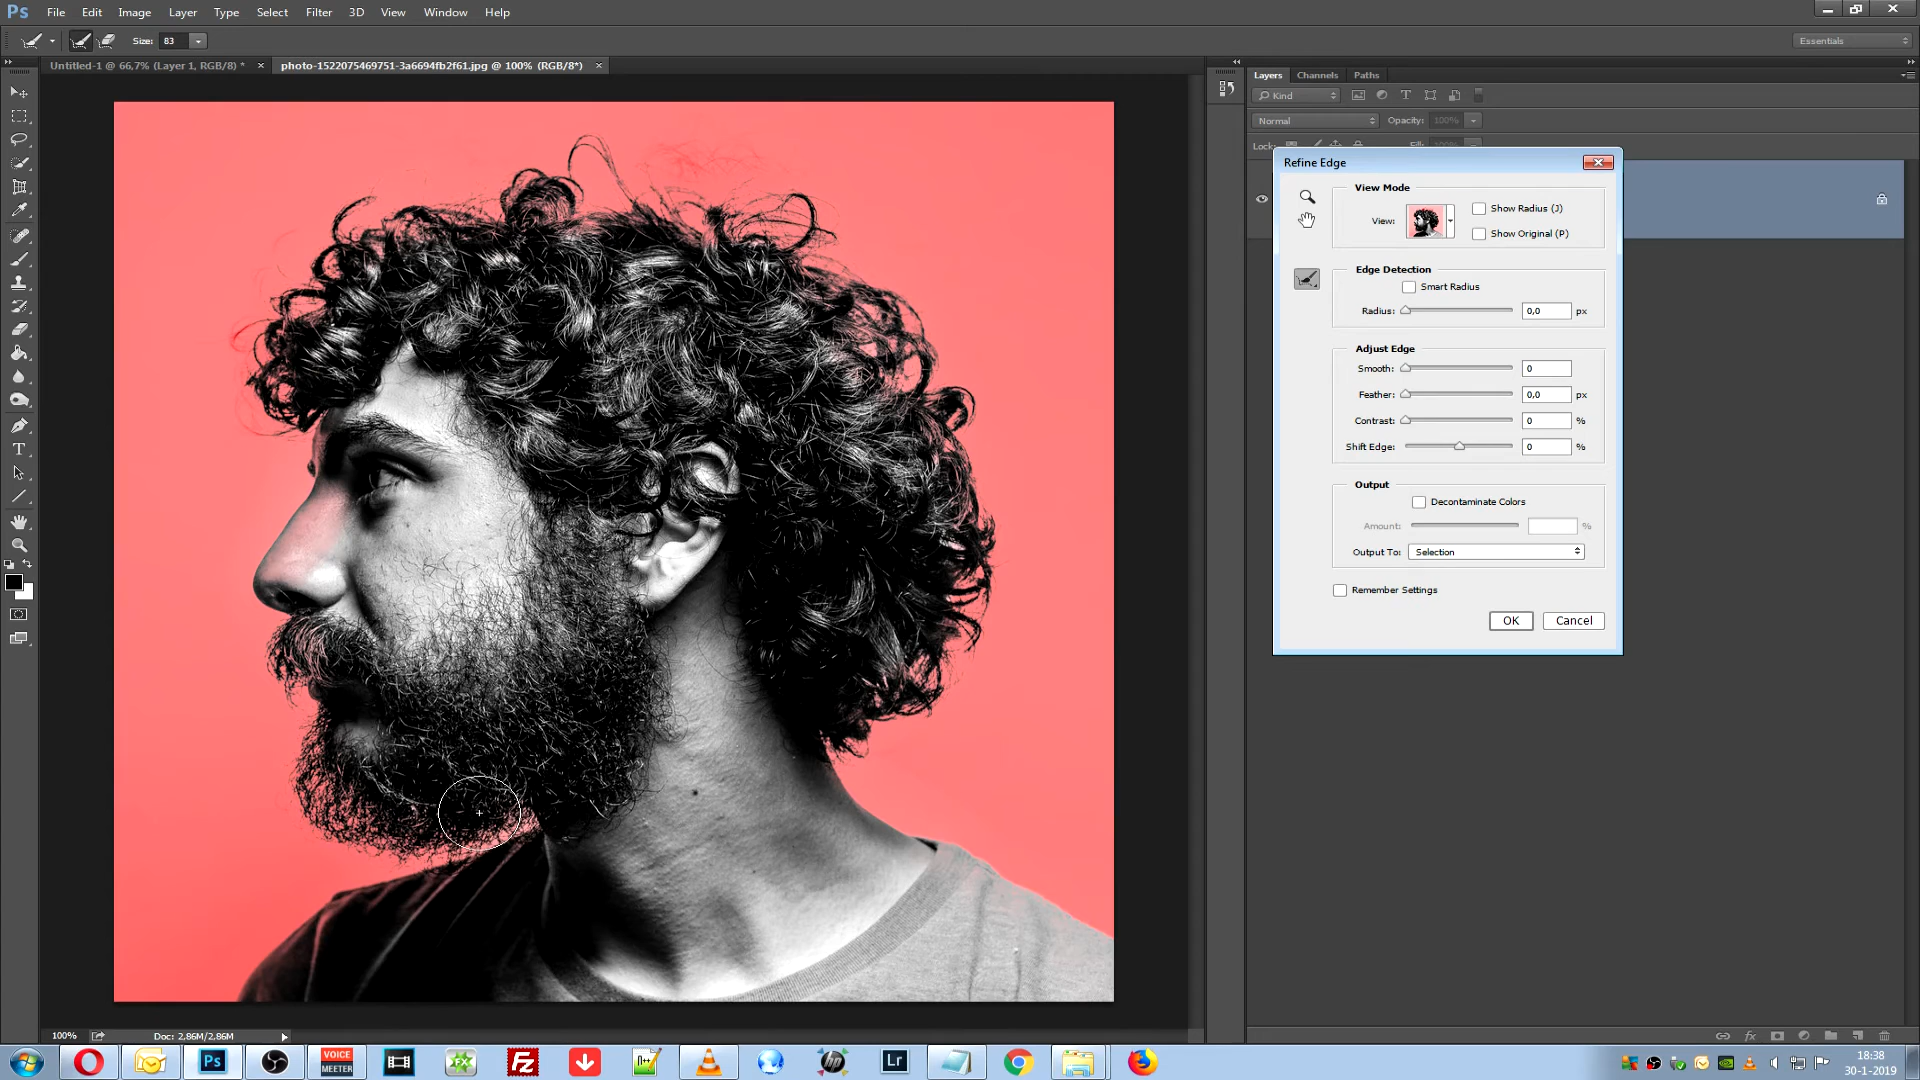 Ps File Edit Image Layer Type Select Filter 3D View Window Help
Size: 83
Essentials
Untitled-1 @ 66,7% (Layer 1, RGB/8) * ×
photo-1522075469751-3a6694fb2f61.jpg @ 100% (RGB/8*) ×
Layers Channels Paths
Kind
Normal Opacity: 100%
Lock:
Refine Edge
View Mode
View:
Show Radius (J)
Show Original (P)
Edge Detection
Smart Radius
Radius: 0,0 px
Adjust Edge
Smooth: 0
Feather: 0,0 px
Contrast: 0 %
Shift Edge: 0 %
Output
Decontaminate Colors
Amount: %
Output To: Selection
Remember Settings
OK Cancel
100% Doc: 2,86M/2,86M
Ps
VOICE
MEETER
FX
Fz
hp
Lr
18:38
30-1-2019